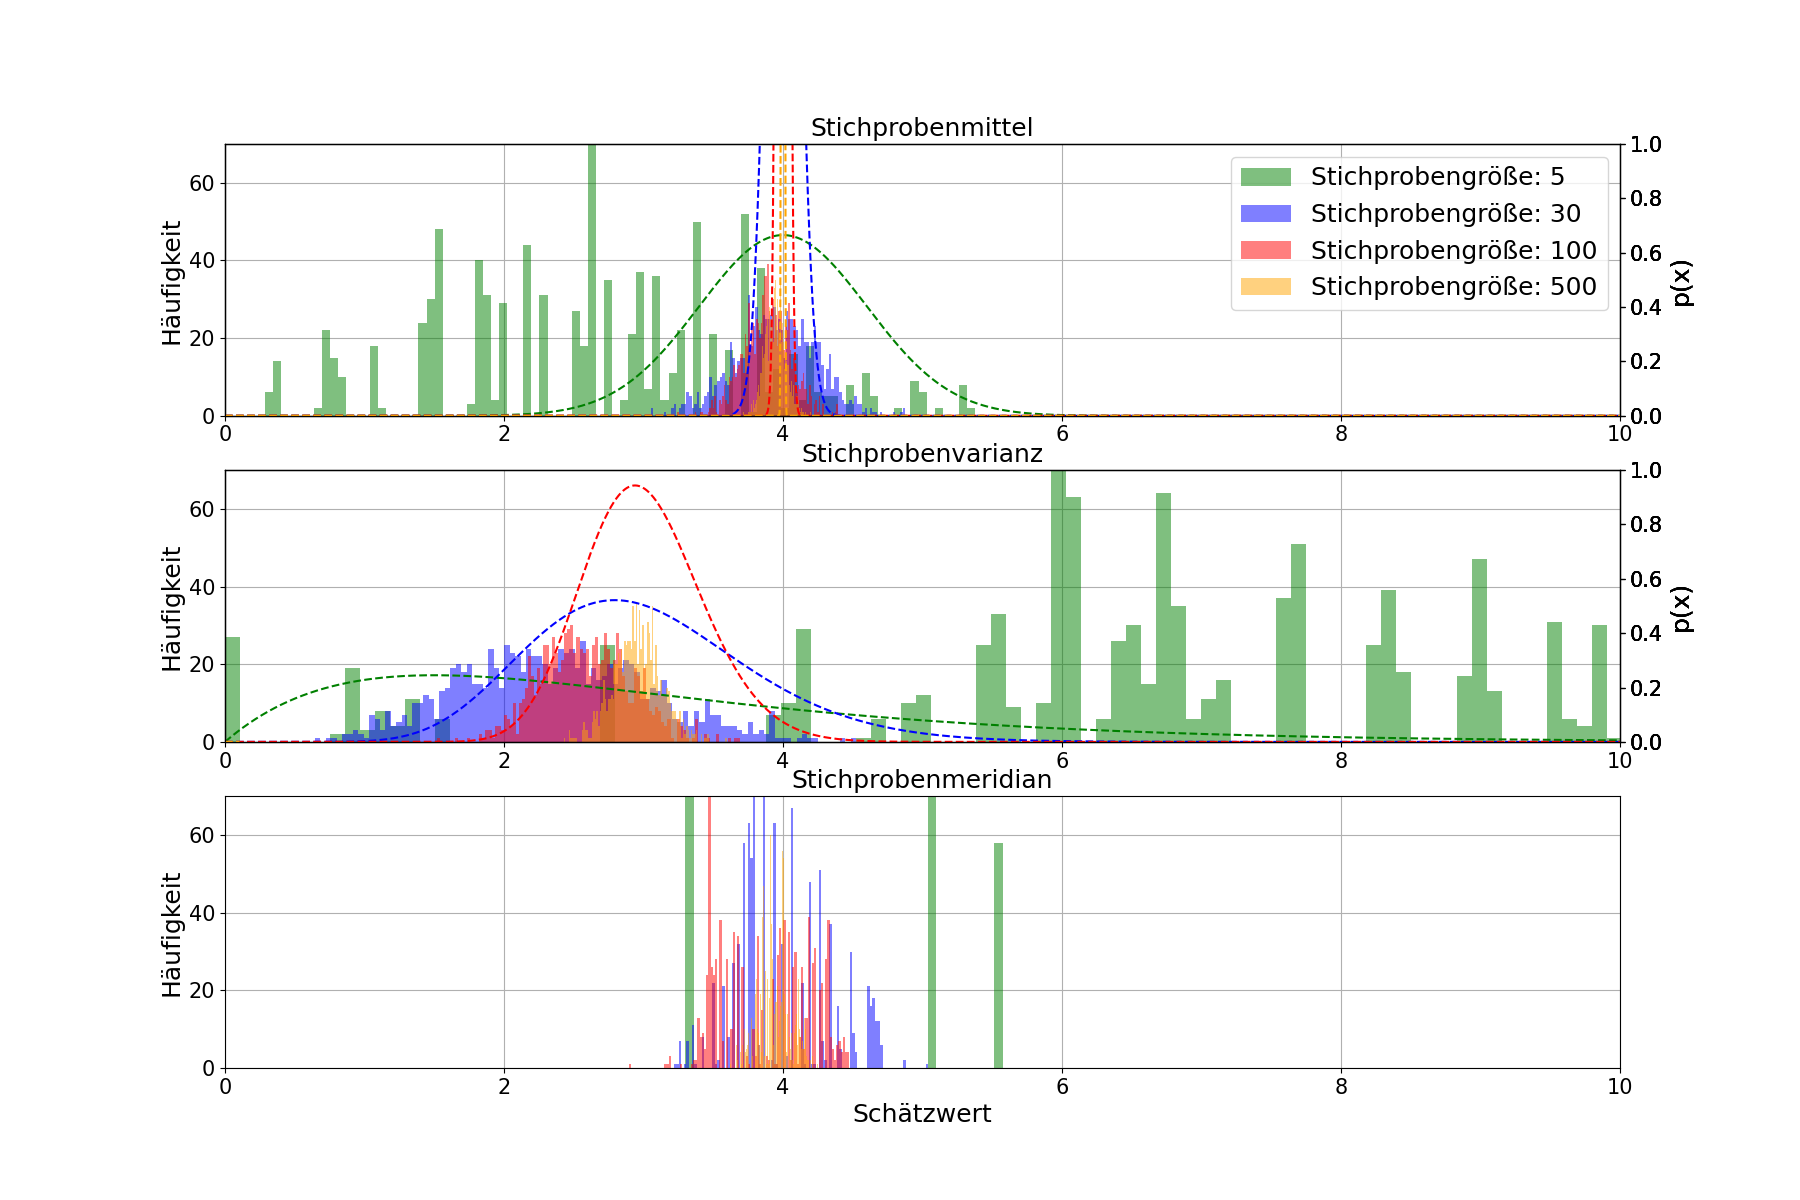 Stichprobenmittel
Häufigkeit
60
40
20
0
0 2 4 6 8 10
1.0
0.8
0.6
0.4
0.2
0.0
p(x)
Stichprobengröße: 5
Stichprobengröße: 30
Stichprobengröße: 100
Stichprobengröße: 500
Stichprobenvarianz
Häufigkeit
60
40
20
0
0 2 4 6 8 10
1.0
0.8
0.6
0.4
0.2
0.0
p(x)
Stichprobenmeridian
Häufigkeit
60
40
20
0
0 2 4 6 8 10
Schätzwert